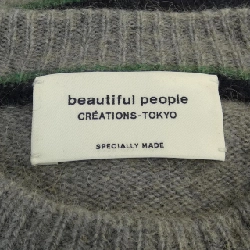 beautiful people
CRÉATIONS-TOKYO
SPECIALLY MADE